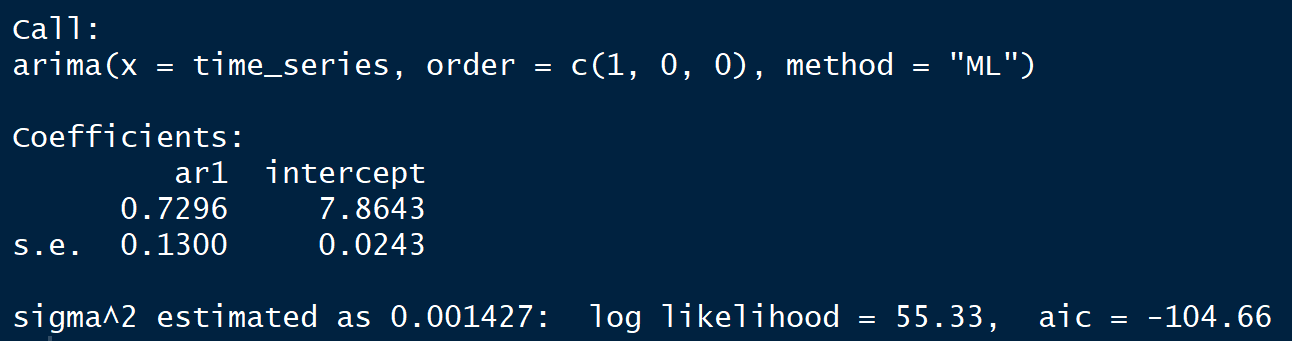 Call:
arima(x = time_series, order = c(1, 0, 0), method = "ML")
Coefficients:
ar1 intercept
0.7296 7.8643
s.e. 0.1300 0.0243
sigma^2 estimated as 0.001427: log likelihood = 55.33, aic = -104.66